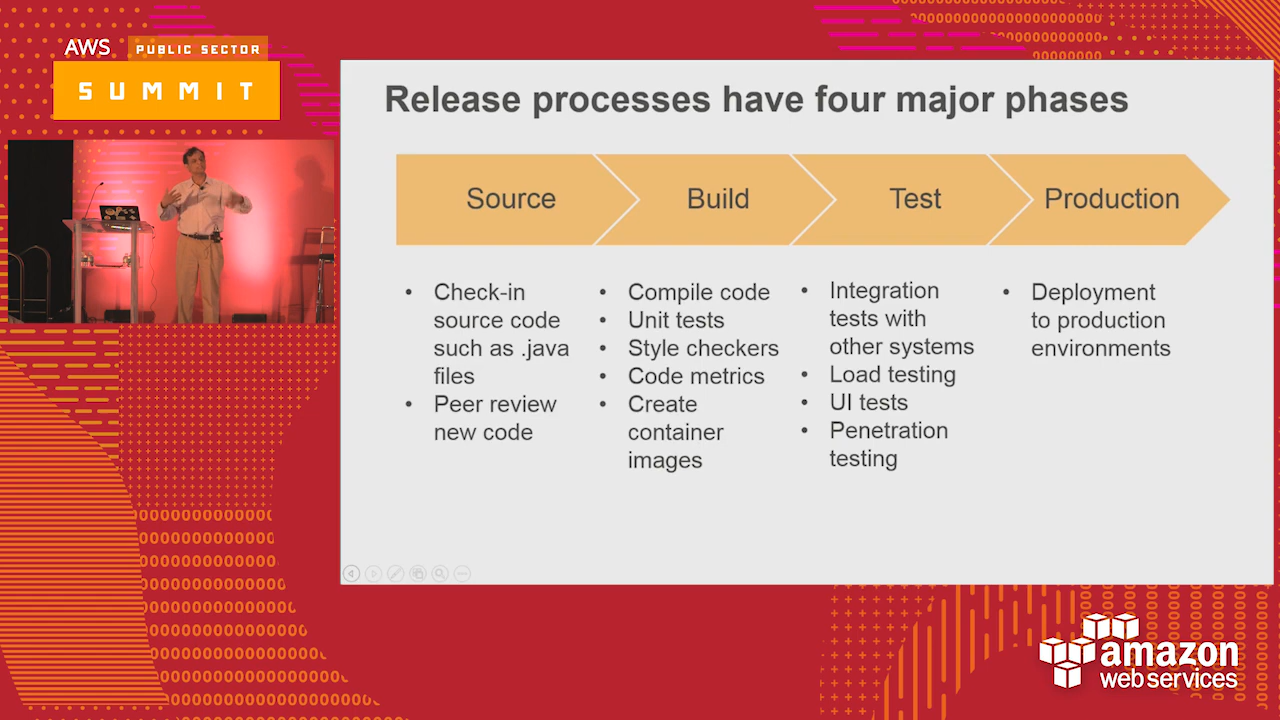 AWS PUBLIC SECTOR
SUMMIT
Release processes have four major phases
Source Build Test Production
• Check-in
source code
such as .java
files
• Peer review
new code
• Compile code
• Unit tests
• Style checkers
• Code metrics
• Create
container
images
• Integration
tests with
other systems
• Load testing
• UI tests
• Penetration
testing
• Deployment
to production
environments
amazon
web services